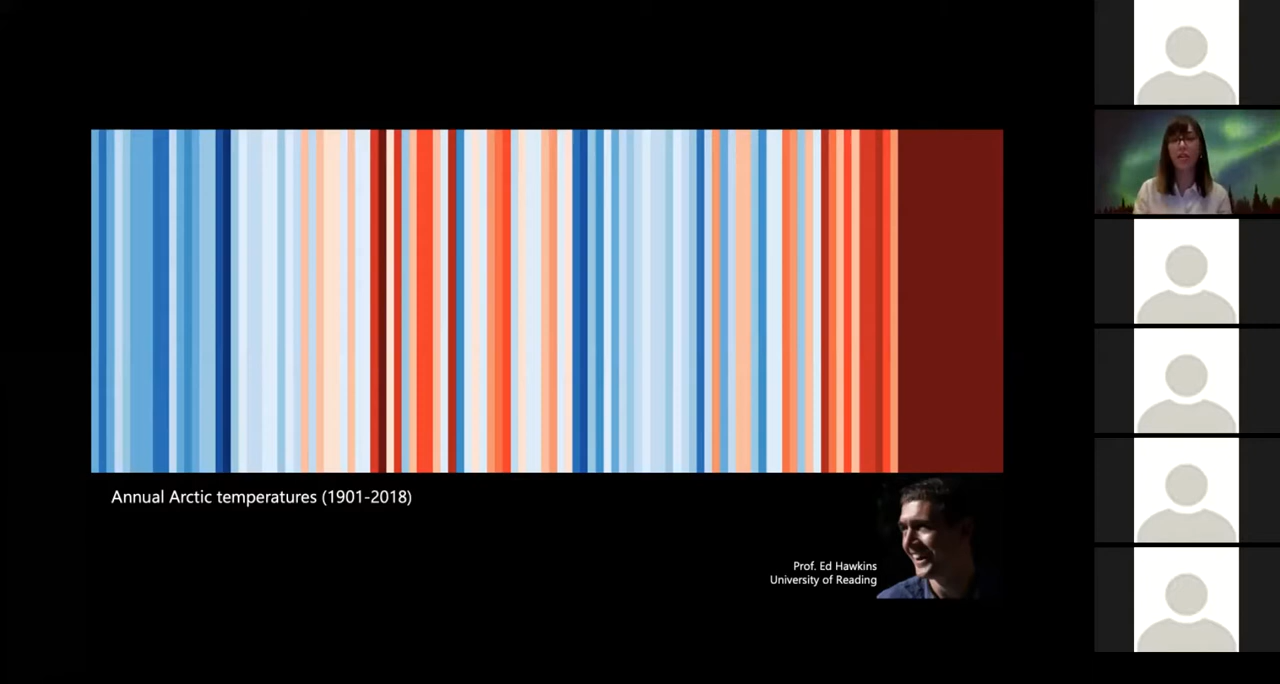 Annual Arctic temperatures (1901-2018)
Prof. Ed Hawkins
University of Reading